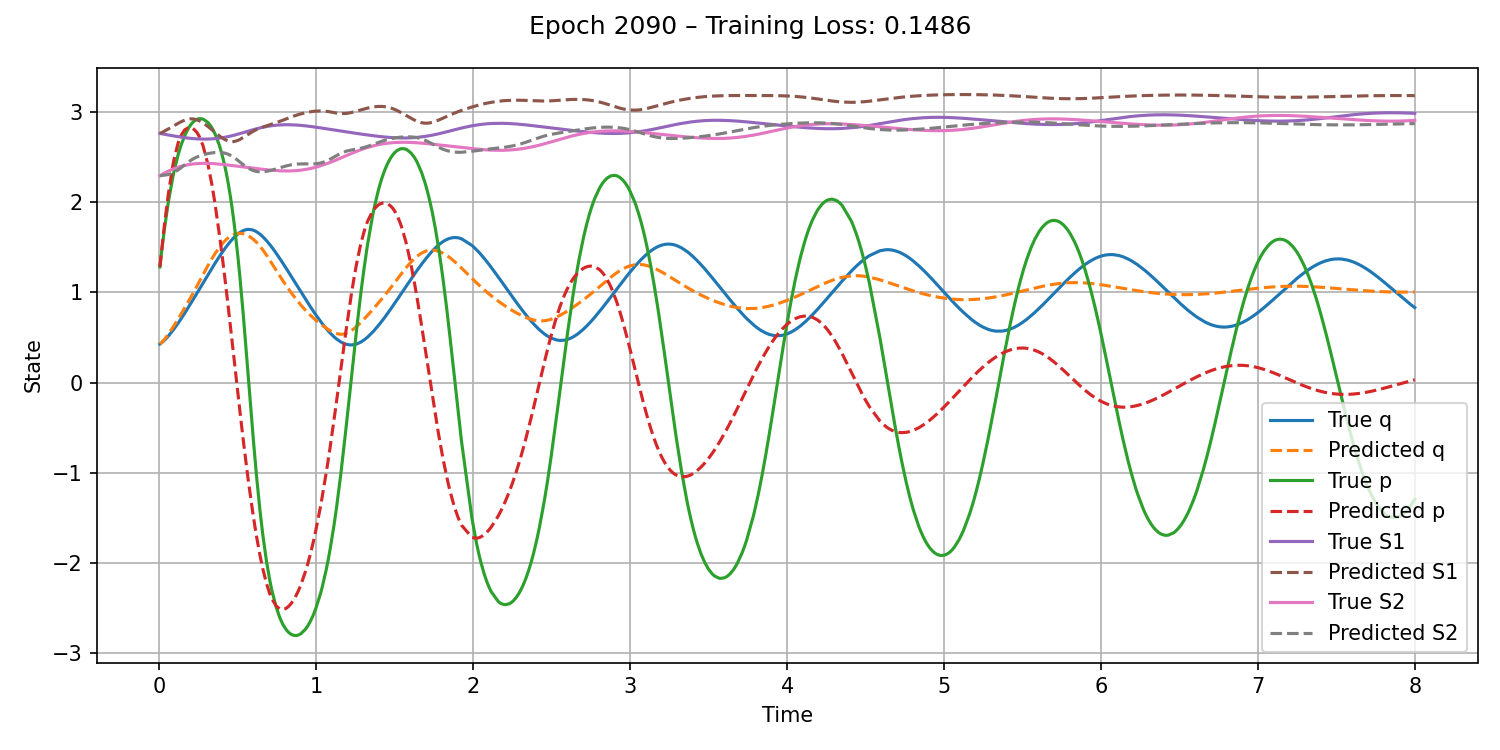 Epoch 2090 – Training Loss: 0.1486
State
3
2
1
0
−1
−2
−3
True q
Predicted q
True p
Predicted p
True S1
Predicted S1
True S2
Predicted S2
0 1 2 3 4 5 6 7 8
Time